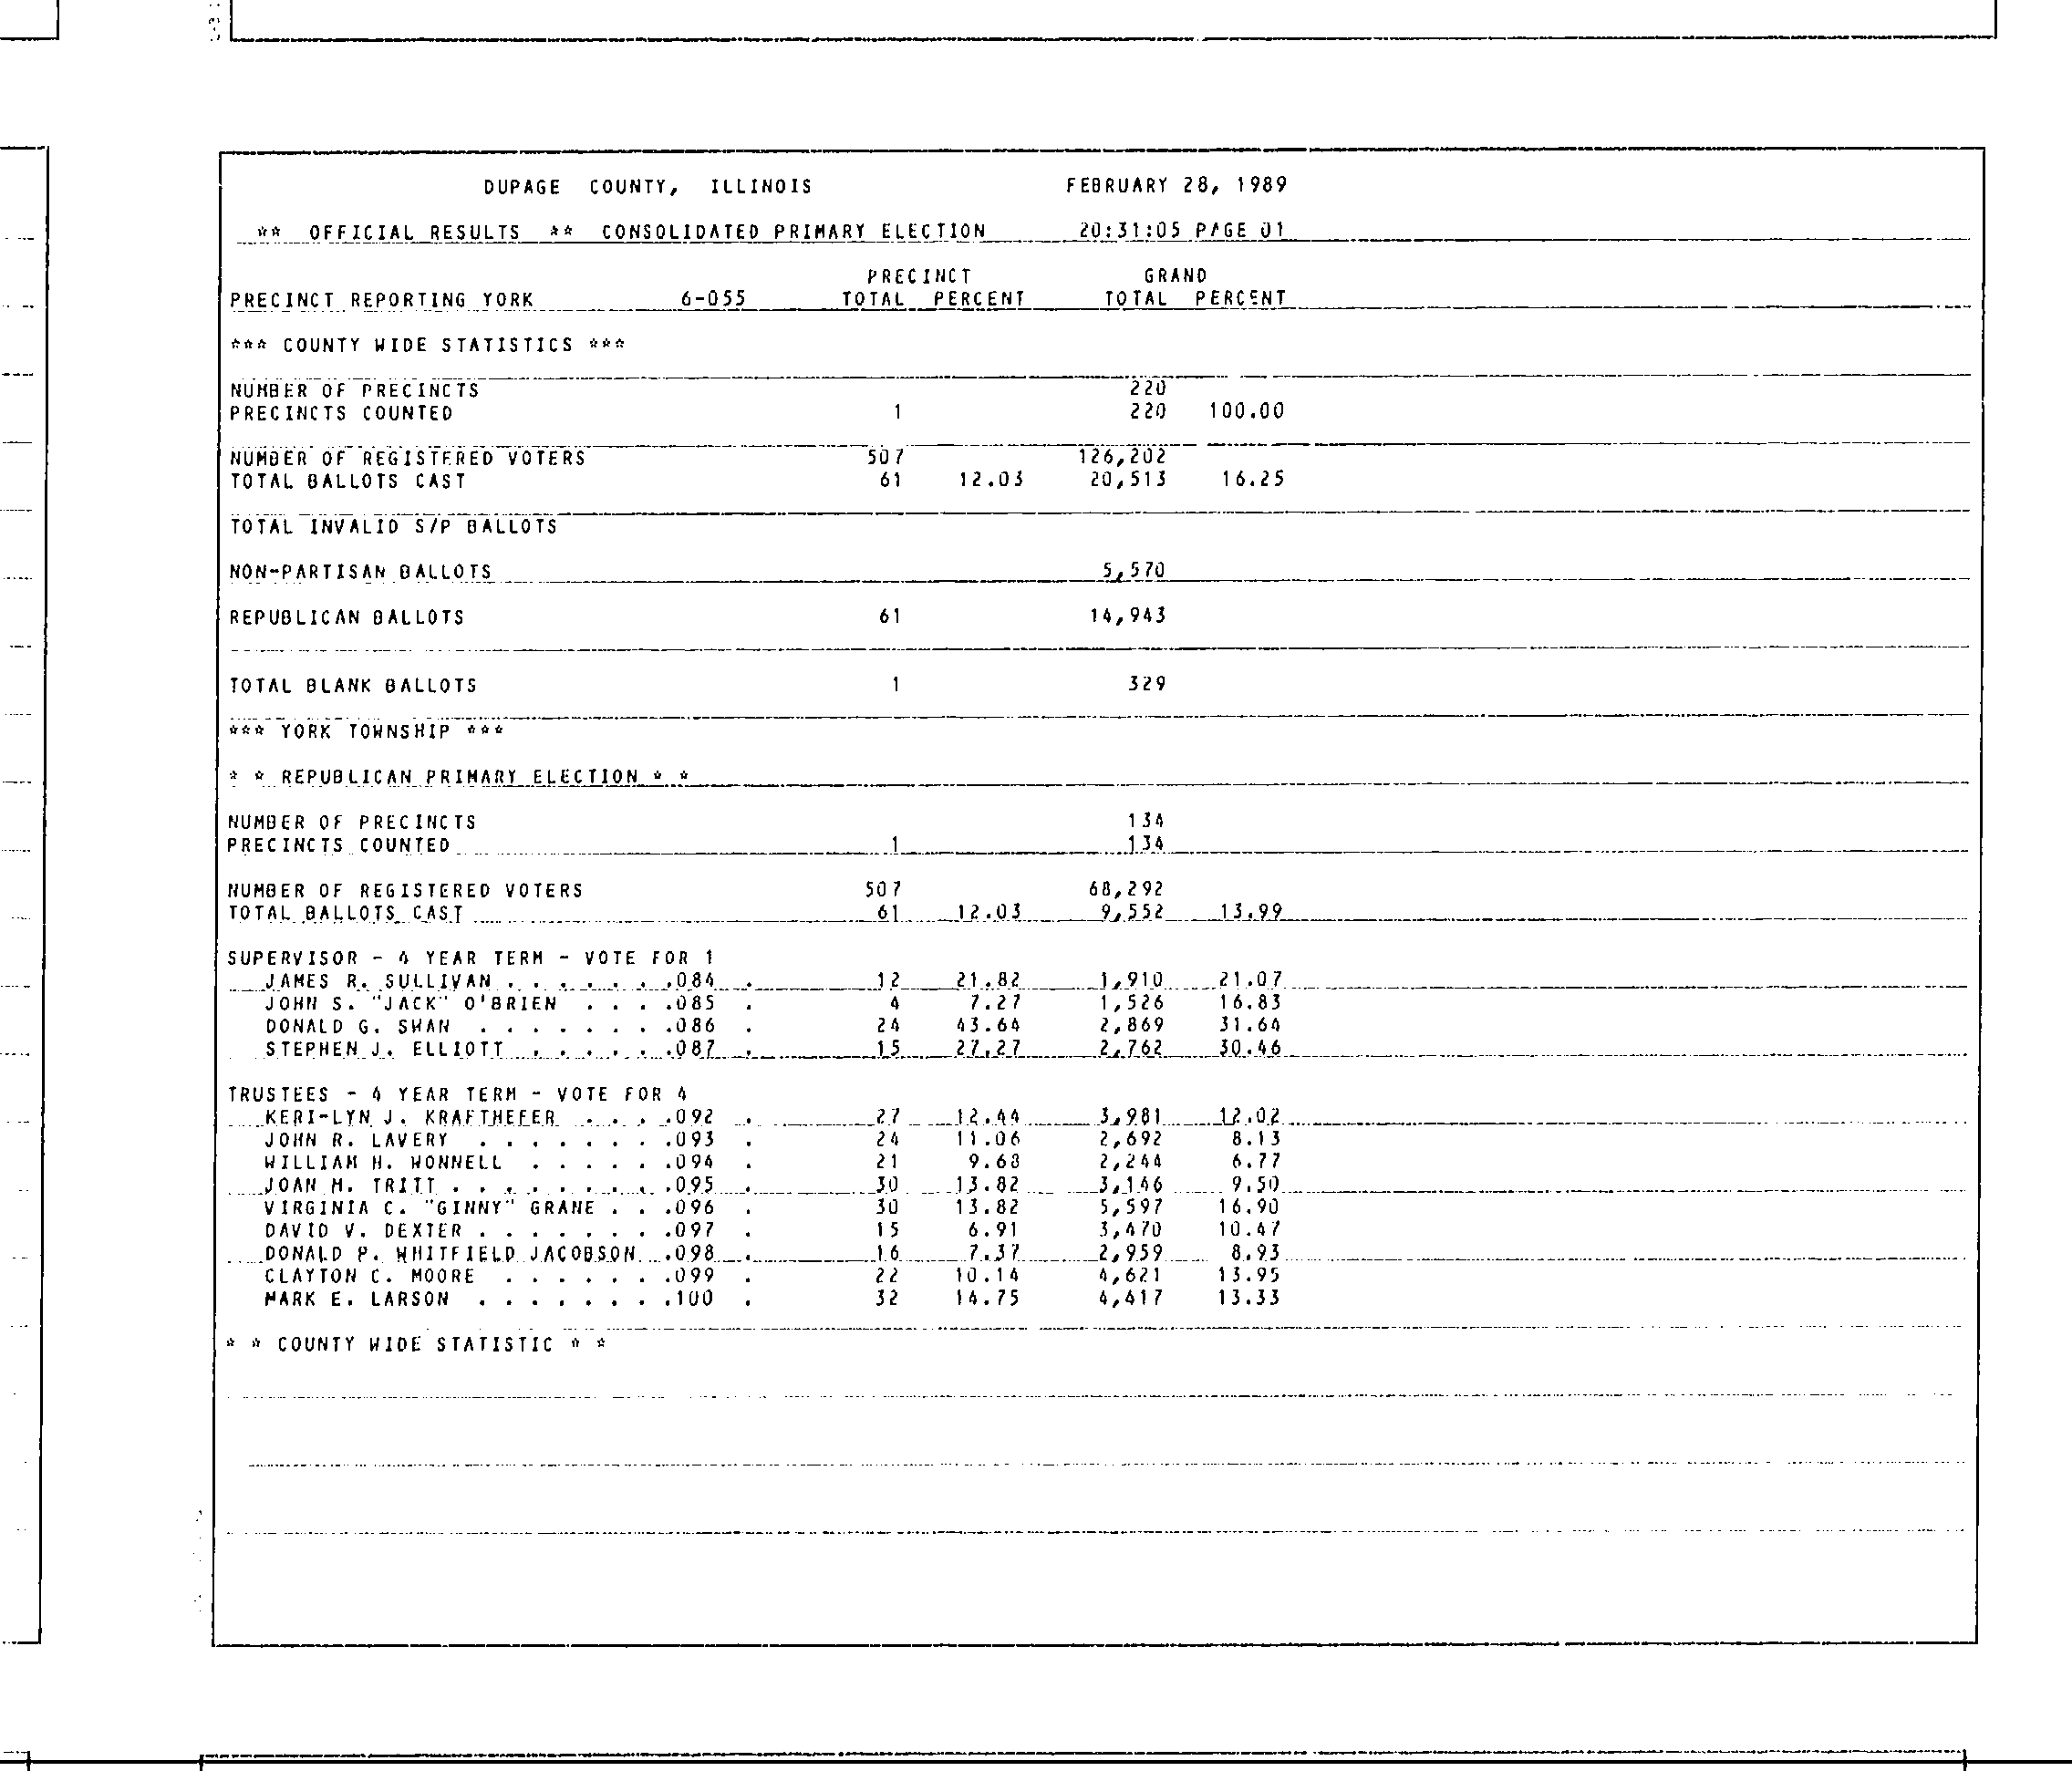 DUPAGE COUNTY, ILLINOIS FEBRUARY 28, 1989
** OFFICIAL RESULTS ** CONSOLIDATED PRIMARY ELECTION 20:31:05 PAGE 01
PRECINCT GRAND
PRECINCT REPORTING YORK 6-055 TOTAL PERCENT TOTAL PERCENT
*** COUNTY WIDE STATISTICS ***
NUMBER OF PRECINCTS 220
PRECINCTS COUNTED 1 220 100.00
NUMBER OF REGISTERED VOTERS 507 126,202
TOTAL BALLOTS CAST 61 12.03 20,513 16.25
TOTAL INVALID S/P BALLOTS
NON-PARTISAN BALLOTS 5,570
REPUBLICAN BALLOTS 61 14,943
TOTAL BLANK BALLOTS 1 329
*** YORK TOWNSHIP ***
* * REPUBLICAN PRIMARY ELECTION * *
NUMBER OF PRECINCTS 134
PRECINCTS COUNTED 1 134
NUMBER OF REGISTERED VOTERS 507 68,292
TOTAL BALLOTS CAST 61 12.03 9,552 13.99
SUPERVISOR - 4 YEAR TERM - VOTE FOR 1
JAMES R. SULLIVAN . . . . . . .084 . 12 21.82 1,910 21.07
JOHN S. "JACK" O'BRIEN . . . .085 . 4 7.27 1,526 16.83
DONALD G. SWAN . . . . . . . .086 . 24 43.64 2,869 31.64
STEPHEN J. ELLIOTT . . . . . .087 . 15 27.27 2,762 30.46
TRUSTEES - 4 YEAR TERM - VOTE FOR 4
KERI-LYN J. KRAFTHEFER . . . .092 . 27 12.44 3,981 12.02
JOHN R. LAVERY . . . . . . . .093 . 24 11.06 2,692 8.13
WILLIAM H. WONNELL . . . . . .094 . 21 9.68 2,244 6.77
JOAN M. TRITT . . . . . . . . .095 . 30 13.82 3,146 9.50
VIRGINIA C. "GINNY" GRANE . . .096 . 30 13.82 5,597 16.90
DAVID V. DEXTER . . . . . . . .097 . 15 6.91 3,470 10.47
DONALD P. WHITFIELD JACOBSON .098 . 16 7.37 2,959 8.93
CLAYTON C. MOORE . . . . . . .099 . 22 10.14 4,621 13.95
MARK E. LARSON . . . . . . . .100 . 32 14.75 4,417 13.33
* * COUNTY WIDE STATISTIC * *